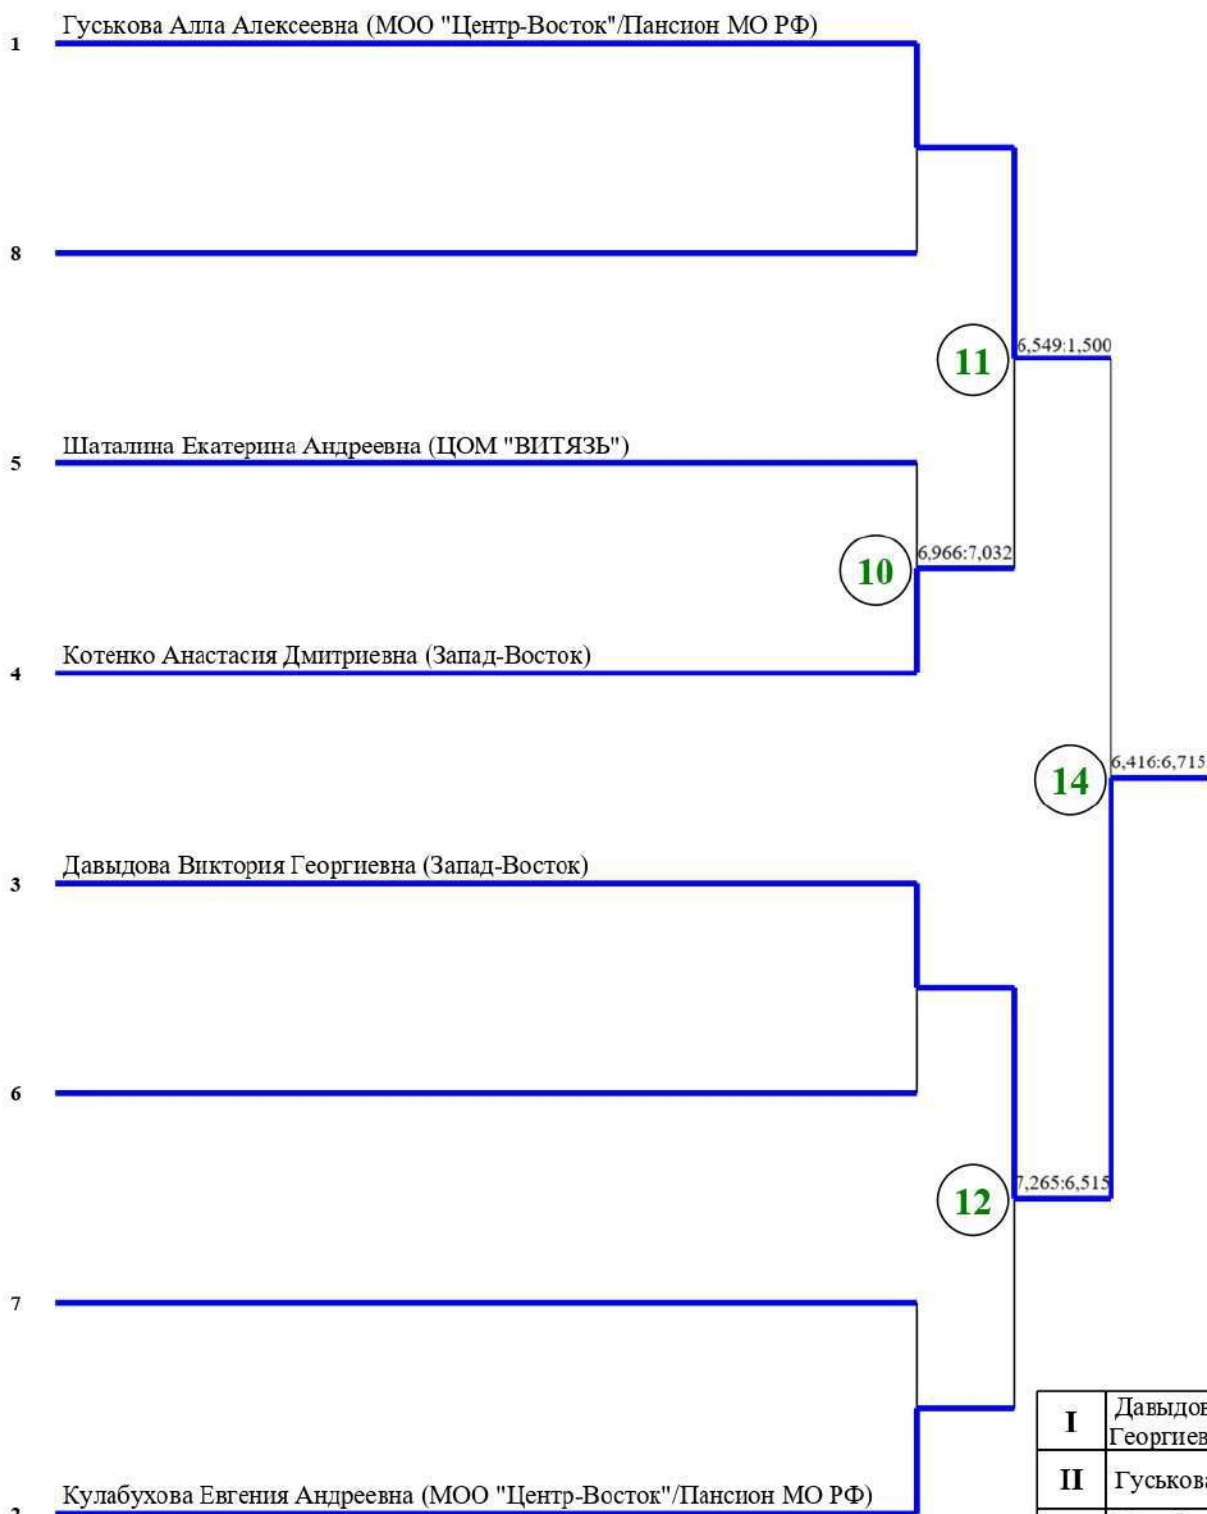 Гуськова Алла Алексеевна (МОО "Центр-Восток"/Пансион МО РФ)
1
8
11
6,549:1,500
Шаталина Екатерина Андреевна (ЦОМ "ВИТЯЗЬ")
5
10
6,966:7,032
Котенко Анастасия Дмитриевна (Запад-Восток)
4
14
6,416:6,715
Давыдова Виктория Георгиевна (Запад-Восток)
3
6
12
7,265:6,515
7
I
II
Гуськова
Кулабухова Евгения Андреевна (МОО "Центр-Восток"/Пансион МО РФ)